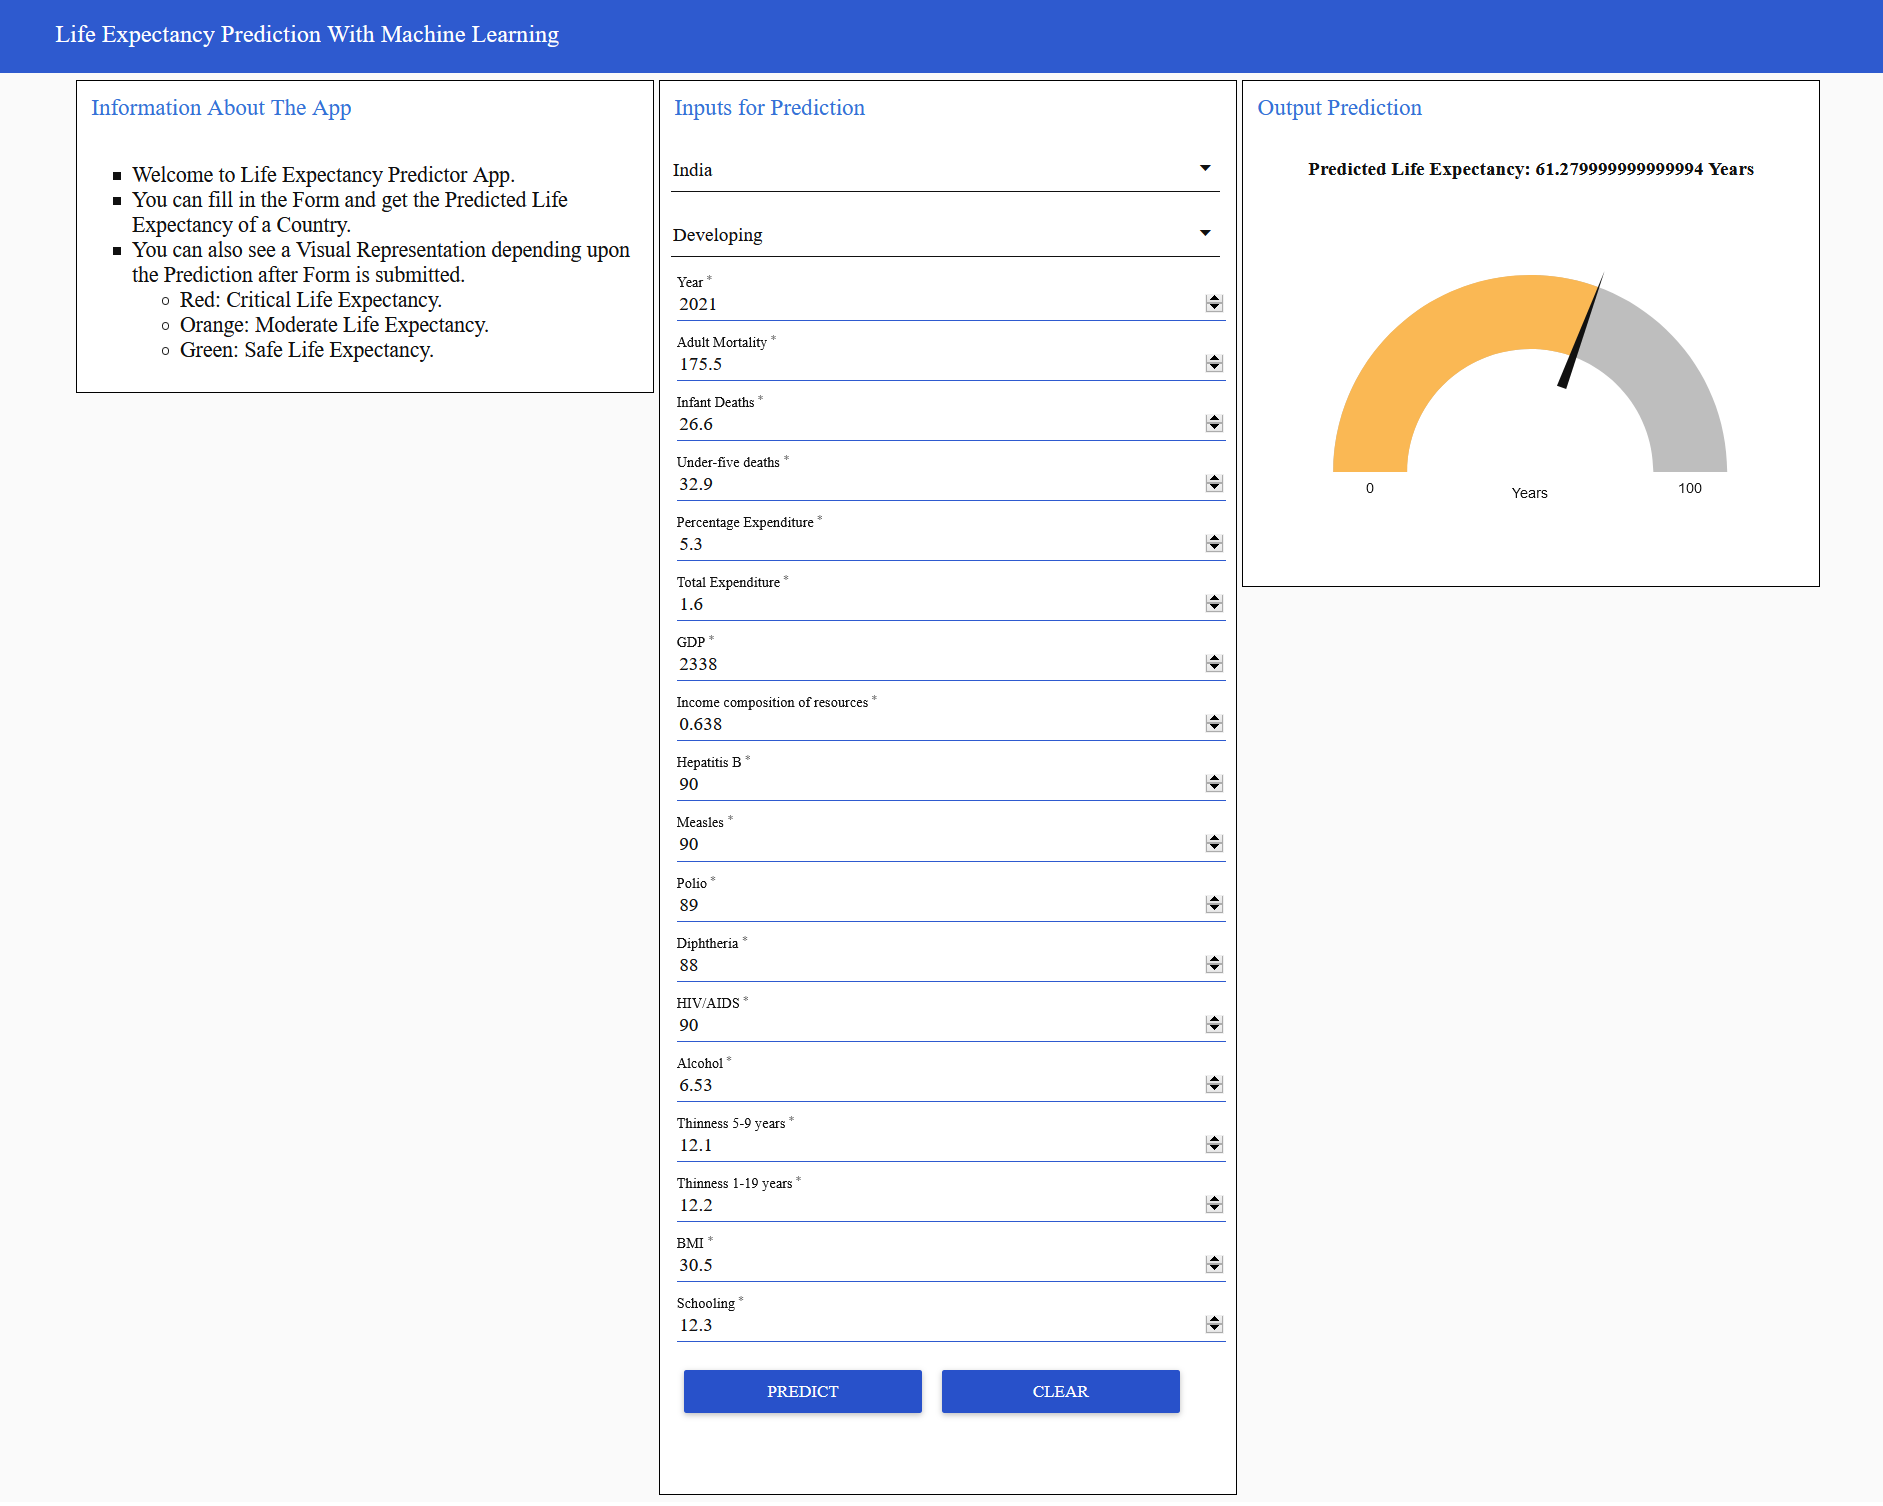 Life Expectancy Prediction With Machine Learning
Information About The App
Welcome to Life Expectancy Predictor App.
You can fill in the Form and get the Predicted Life
Expectancy of a Country.
You can also see a Visual Representation depending upon
the Prediction after Form is submitted.
Red: Critical Life Expectancy.
Orange: Moderate Life Expectancy.
Green: Safe Life Expectancy.
Inputs for Prediction
India
Developing
Year *
2021
Adult Mortality *
175.5
Infant Deaths *
26.6
Under-five deaths *
32.9
Percentage Expenditure *
5.3
Total Expenditure *
1.6
GDP *
2338
Income composition of resources *
0.638
Hepatitis B *
90
Measles *
90
Polio *
89
Diphtheria *
88
HIV/AIDS *
90
Alcohol *
6.53
Thinness 5-9 years *
12.1
Thinness 1-19 years *
12.2
BMI *
30.5
Schooling *
12.3
PREDICT
CLEAR
Output Prediction
Predicted Life Expectancy: 61.279999999999994 Years
0
Years
100